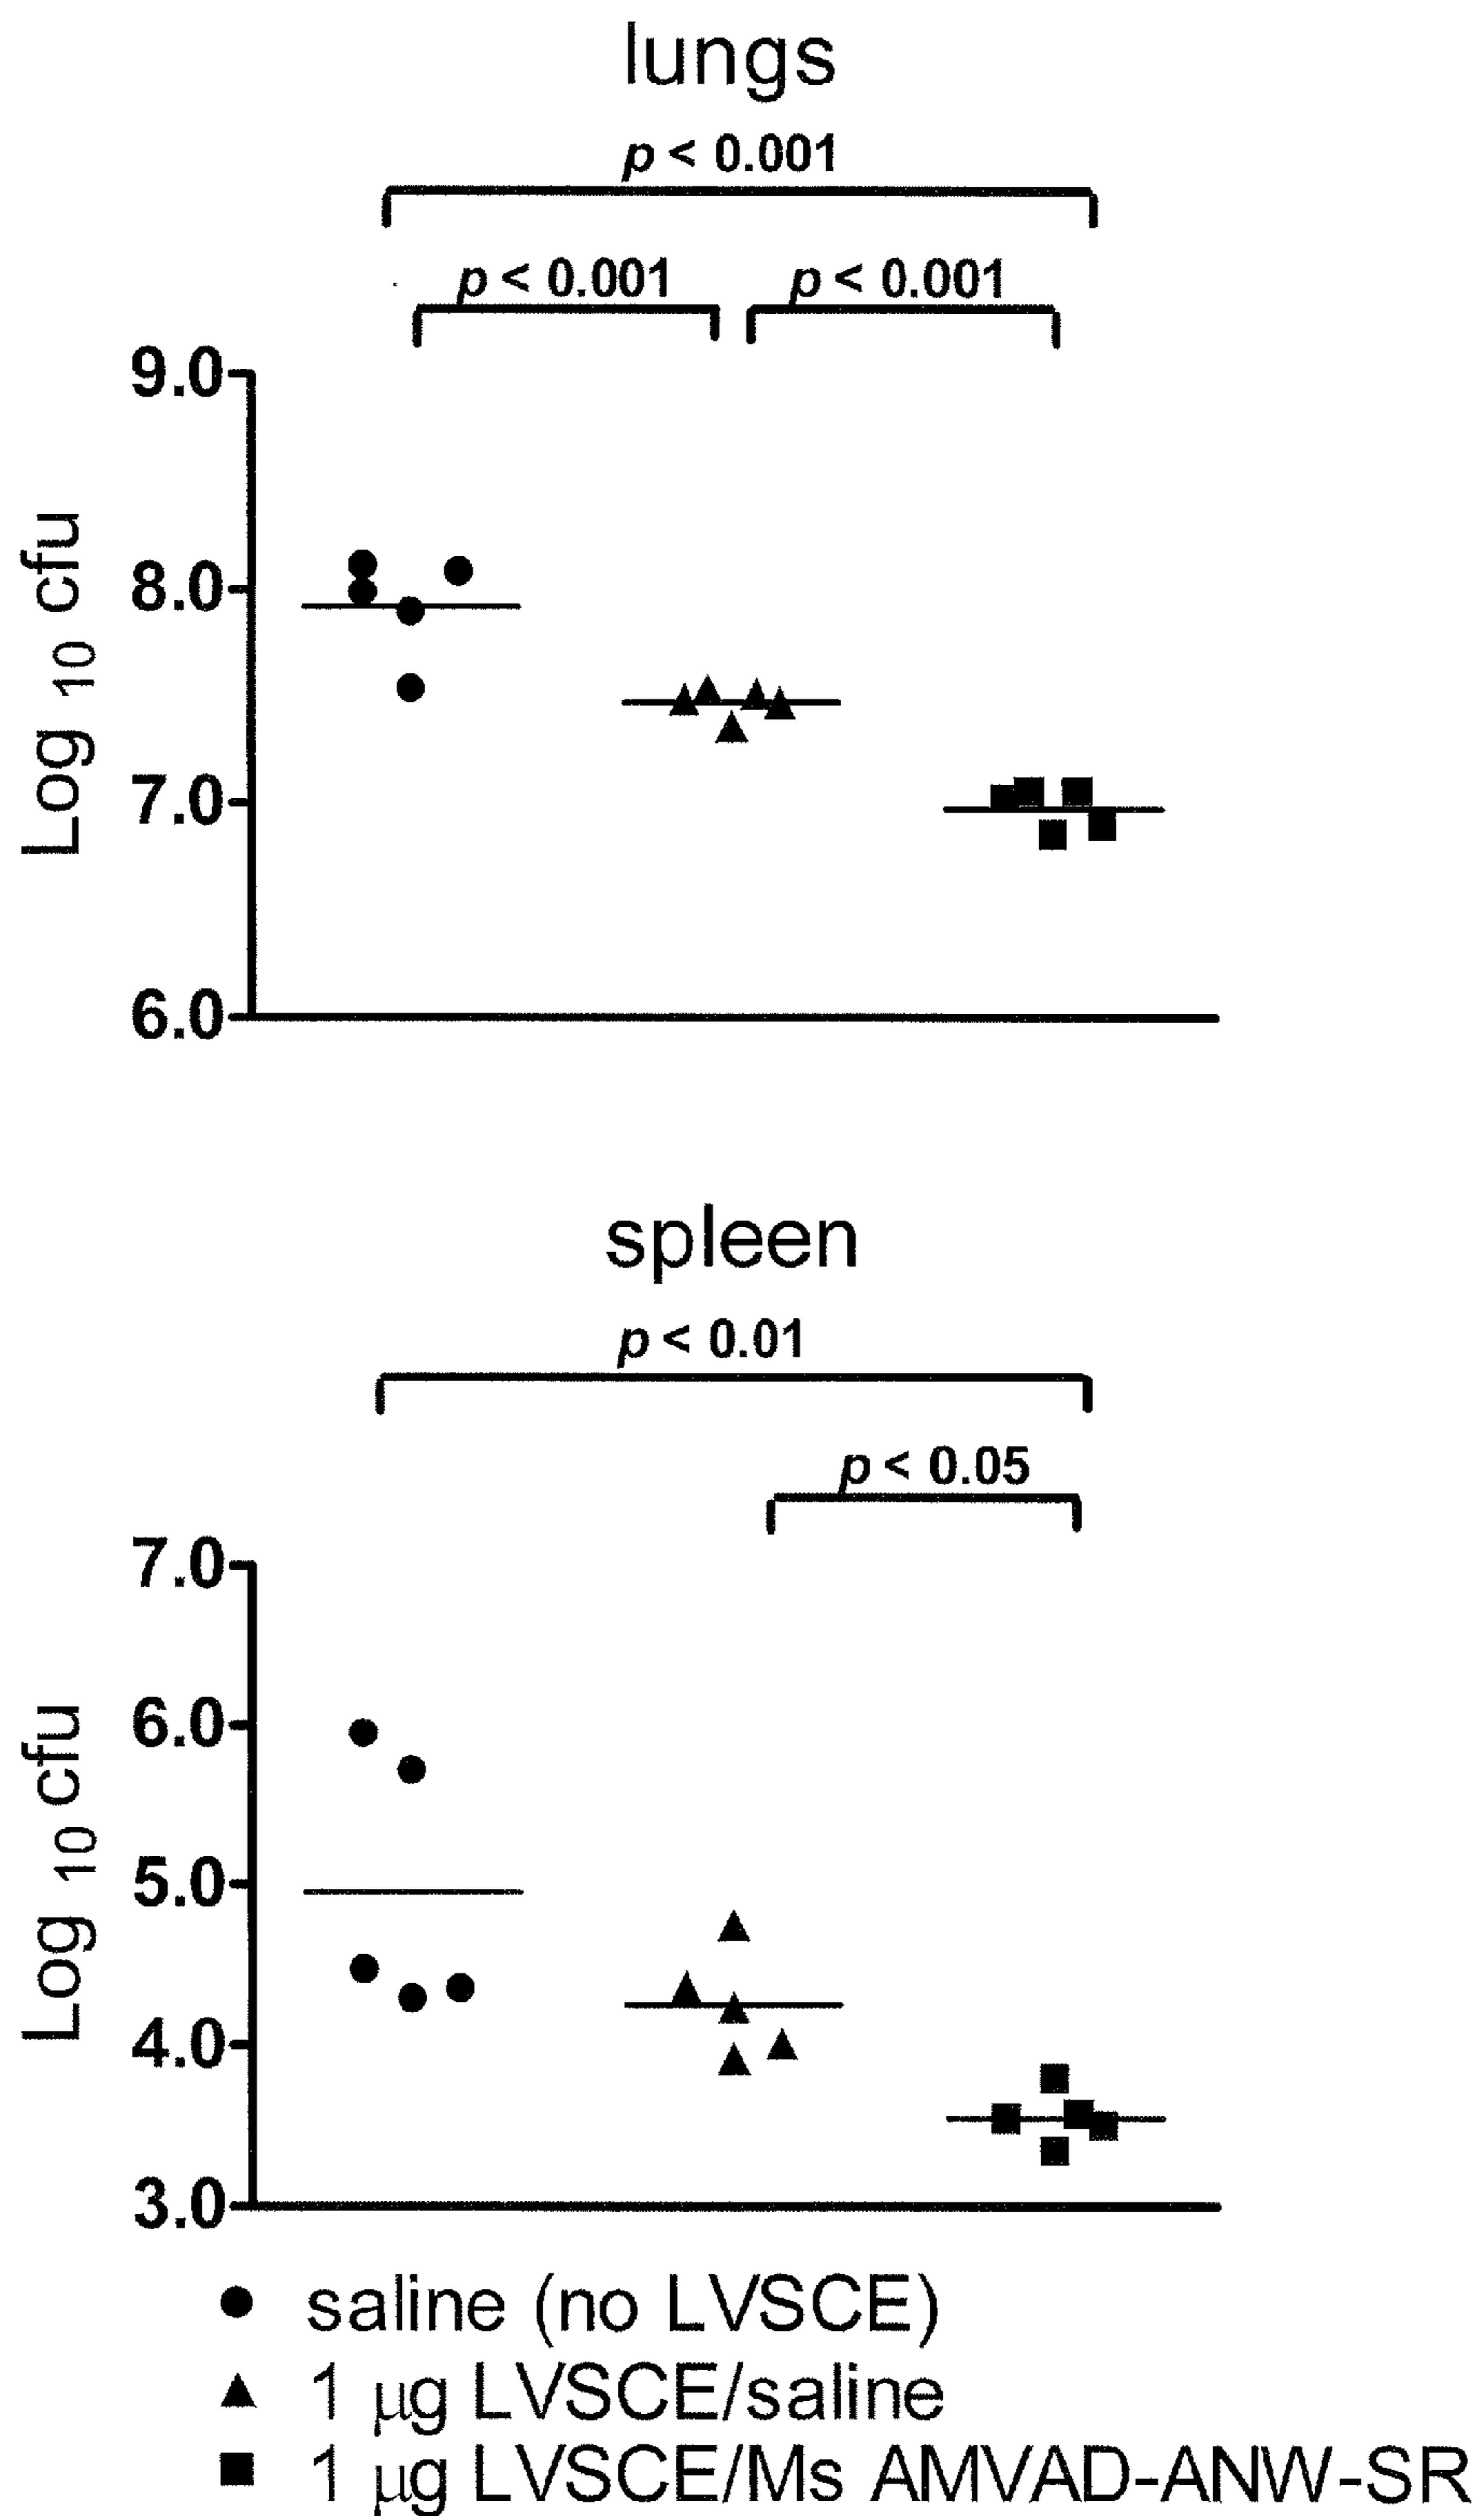 lungs
p < 0.001
p < 0.001 p < 0.001
9.0
8.0
7.0
6.0
Log 10 cfu
spleen
p < 0.01
p < 0.05
7.0
6.0
5.0
4.0
3.0
Log 10 cfu
saline (no LVSCE)
1 µg LVSCE/saline
1 µg LVSCE/Ms AMVAD-ANW-SR